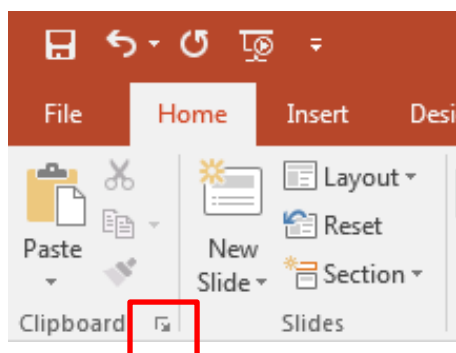 File Home Insert Desi
Layout
Reset
Section
Paste
New
Slide
Clipboard
Slides